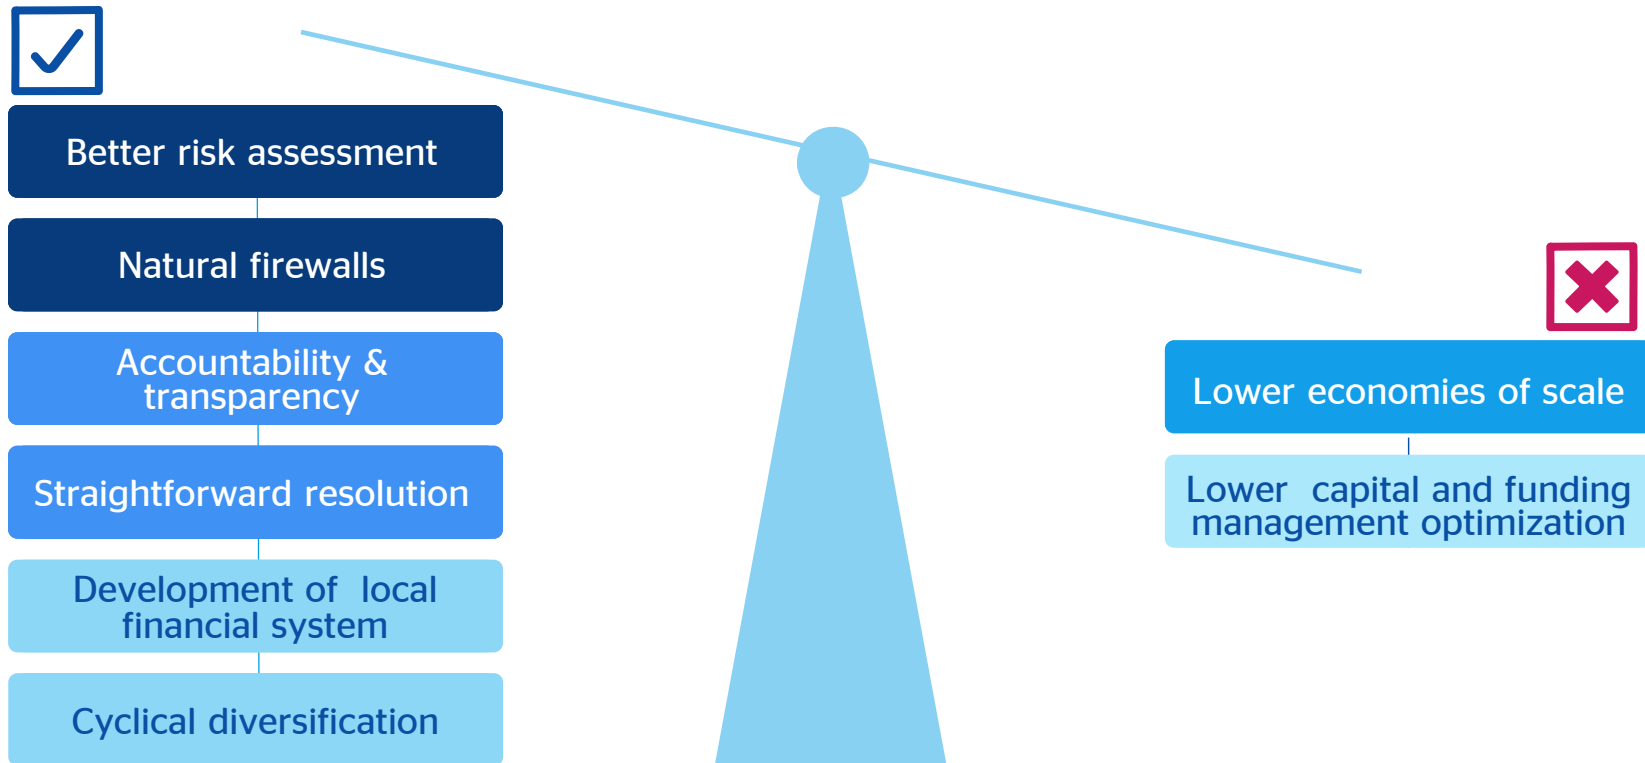 Better risk assessment
Natural firewalls
Accountability &
transparency
Straightforward resolution
Development of local
financial system
Cyclical diversification
Lower economies of scale
Lower capital and funding
management optimization